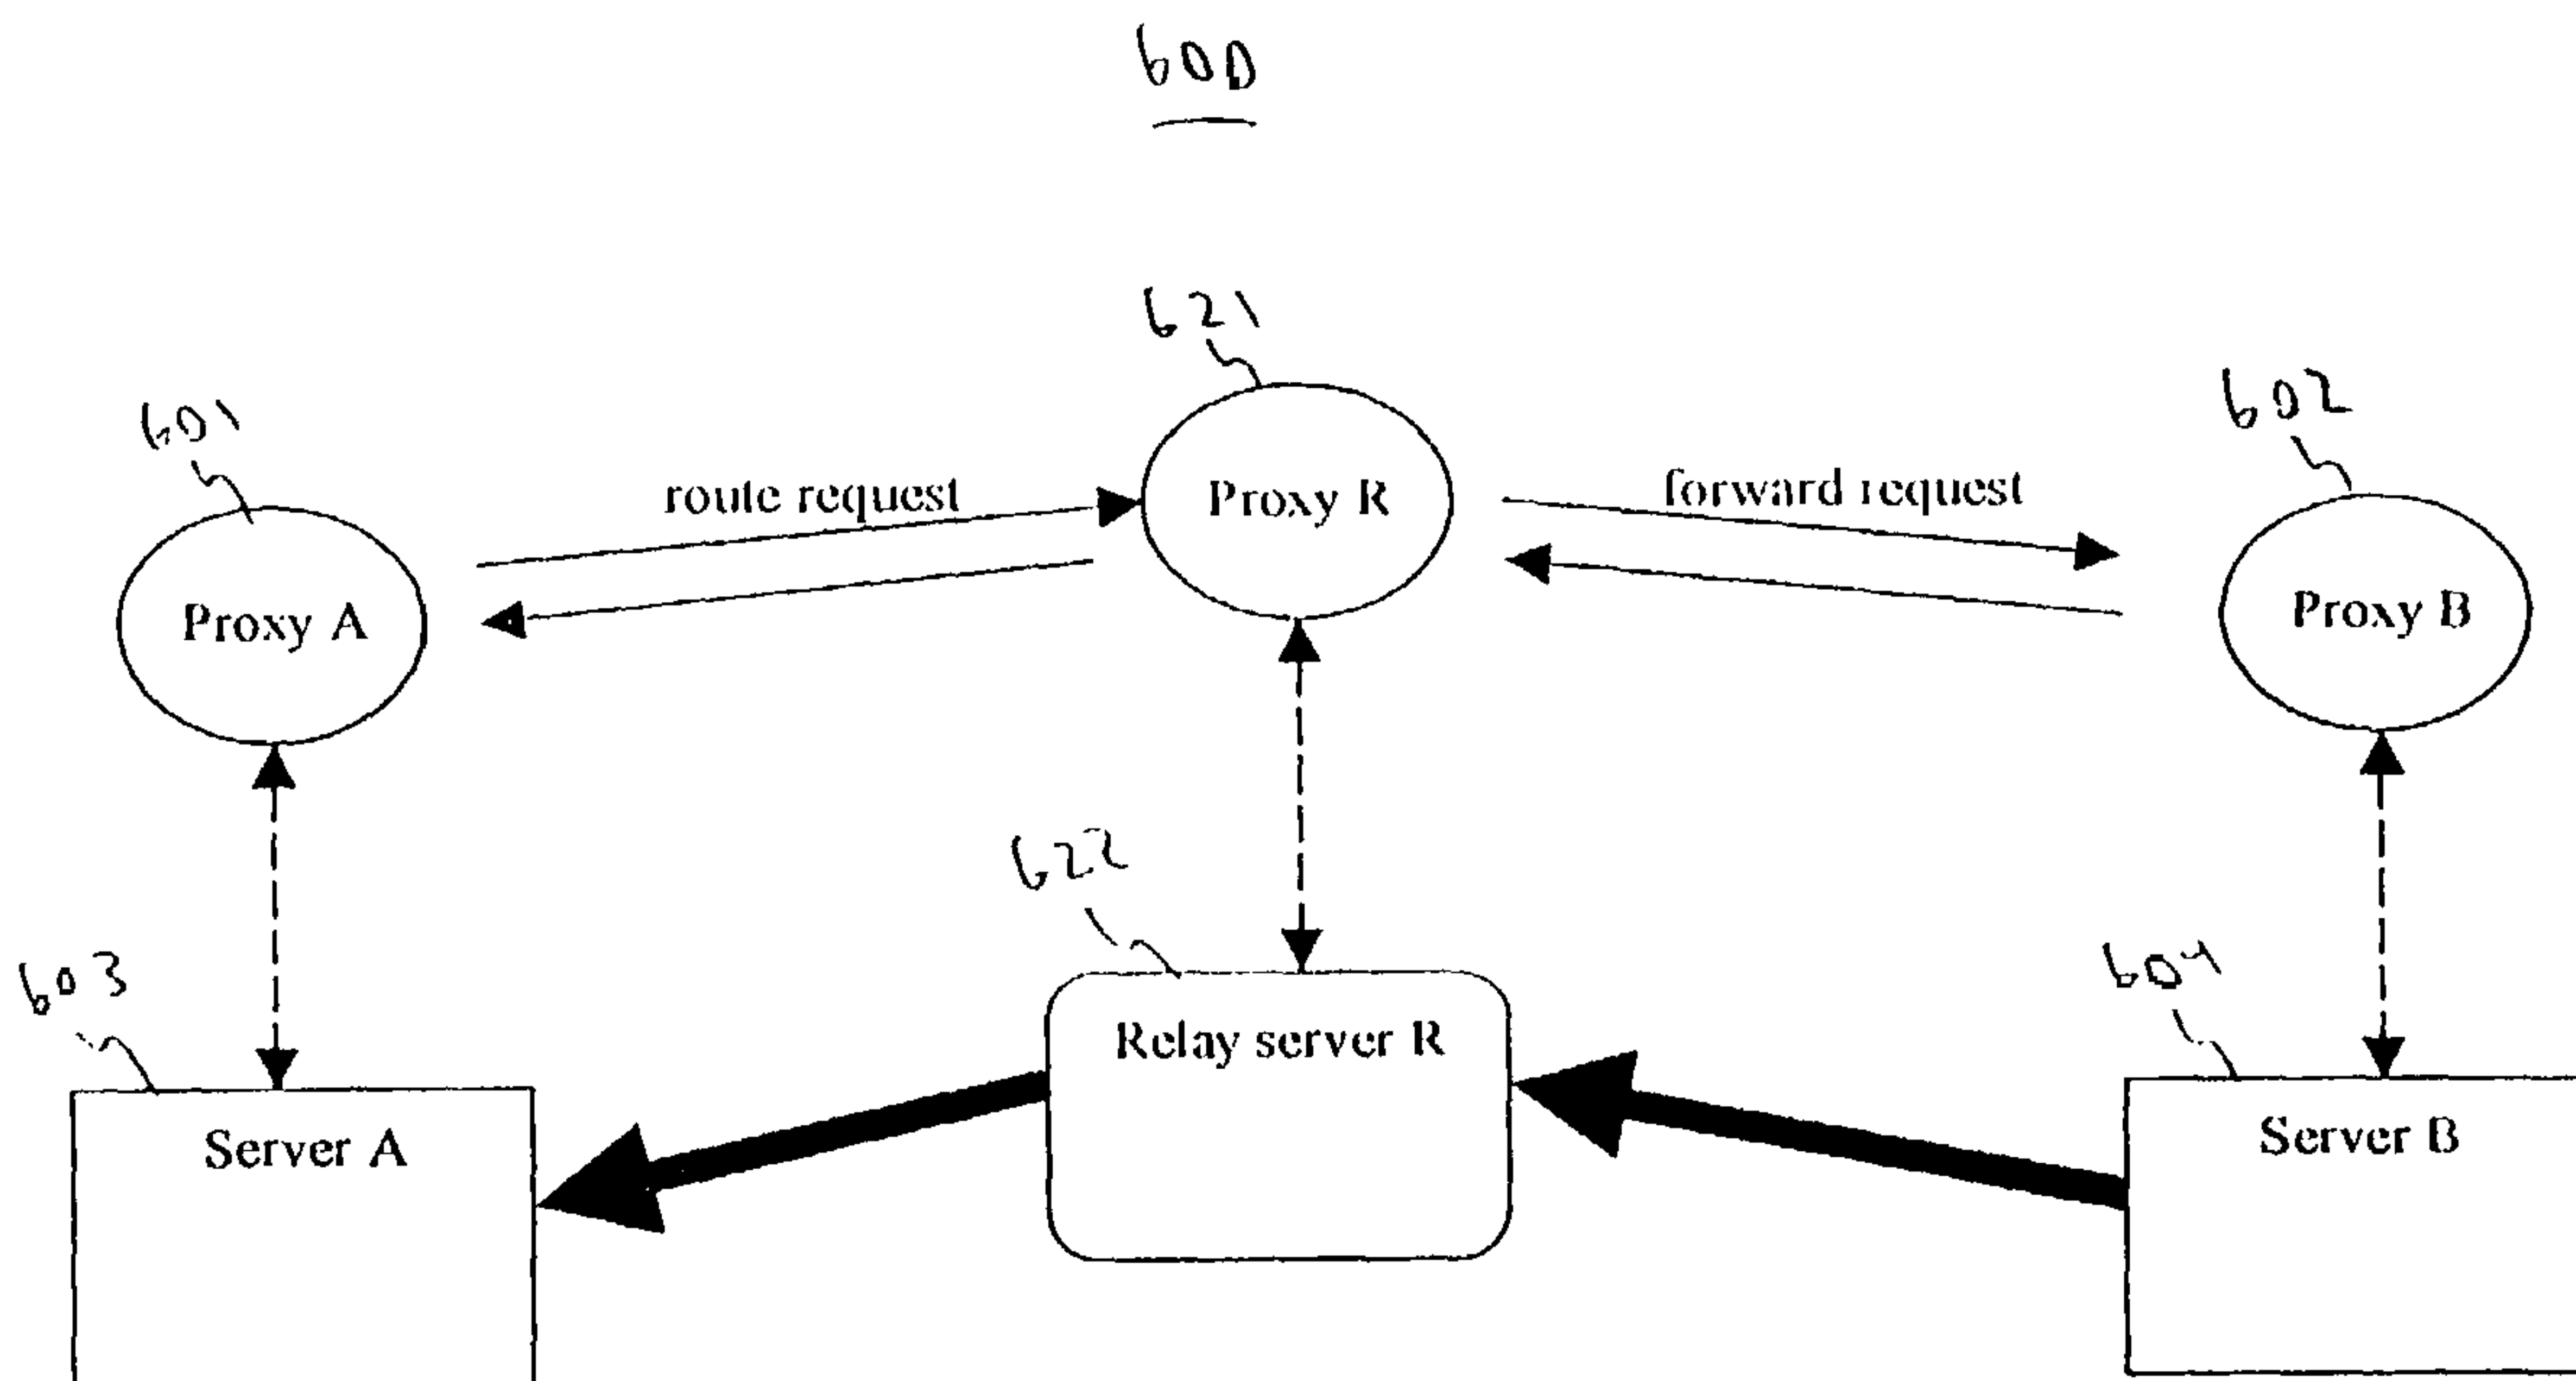 600
621
602
601
route request
forward request
Proxy R
Proxy A
Proxy B
622
603
604
Relay server R
Server A
Server B